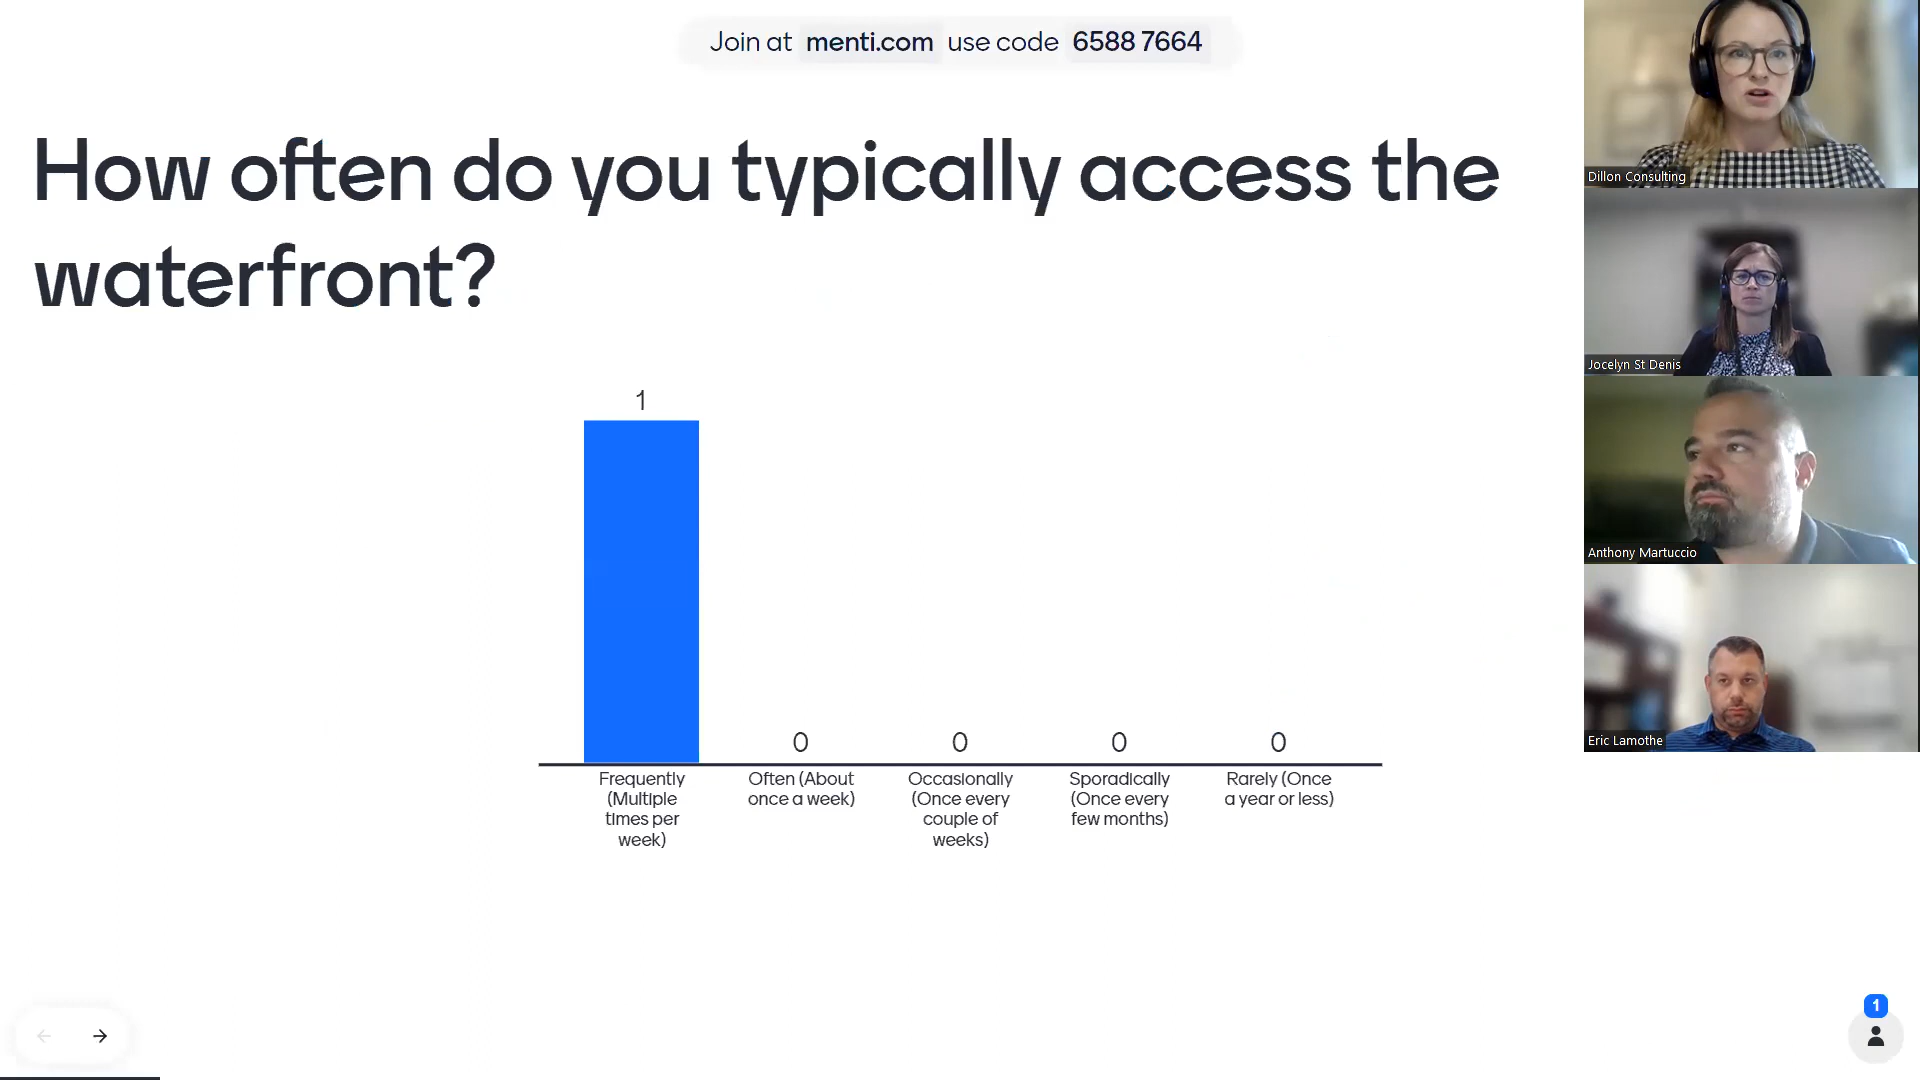 Join at menti.com use code 6588 7664
How often do you typically access the
waterfront?
1
0
0
0
0
Frequently
(Multiple
times per
week)
Often (About
once a week)
Occasionally
(Once every
couple of
weeks)
Sporadically
(Once every
few months)
Rarely (Once
a year or less)
Dillon Consulting
Jocelyn St Denis
Anthony Martuccio
Eric Lamothe
1